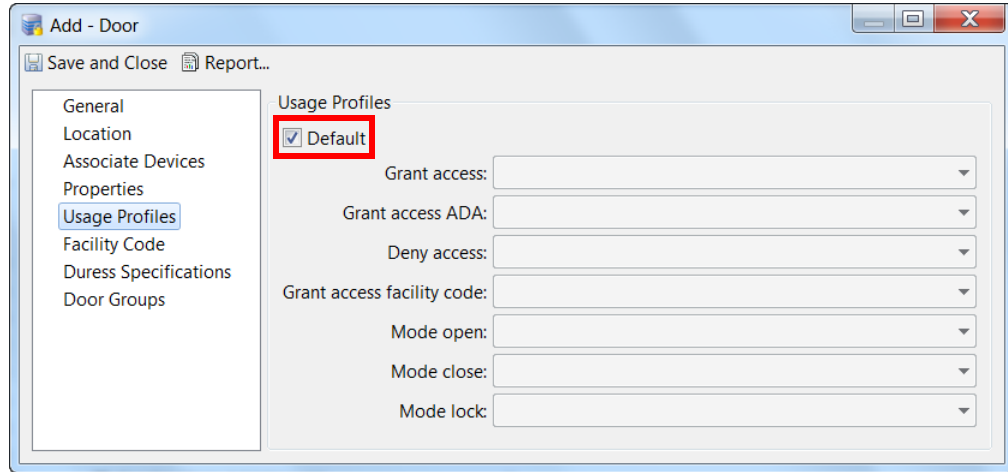 Add - Door
Save and Close Report...
General
Location
Associate Devices
Properties
Usage Profiles
Facility Code
Duress Specifications
Door Groups
Usage Profiles
Default
Grant access:
Grant access ADA:
Deny access:
Grant access facility code:
Mode open:
Mode close:
Mode lock: